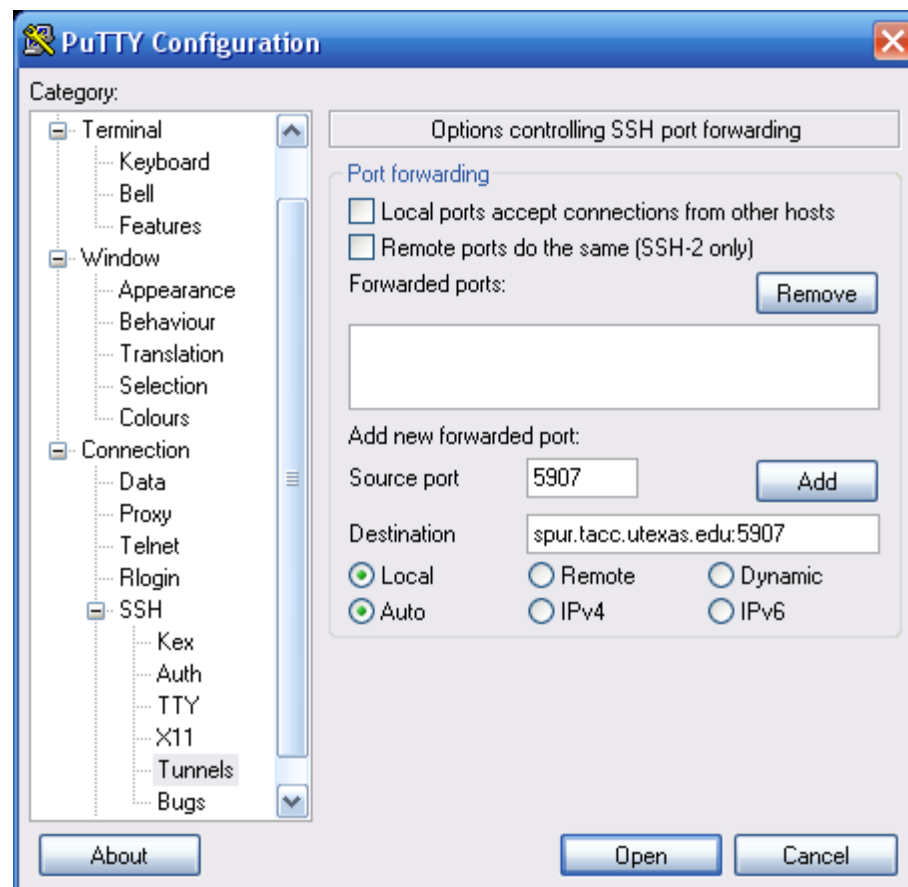 PuTTY Configuration
Category:
Terminal
Keyboard
Bell
Features
Window
Appearance
Behaviour
Translation
Selection
Colours
Connection
Data
Proxy
Telnet
Rlogin
SSH
Kex
Auth
TTY
X11
Tunnels
Bugs
Options controlling SSH port forwarding
Port forwarding
Local ports accept connections from other hosts
Remote ports do the same (SSH-2 only)
Forwarded ports:
Remove
Add new forwarded port:
Source port 5907 Add
Destination spur.tacc.utexas.edu:5907
Local Remote Dynamic
Auto IPv4 IPv6
About Open Cancel